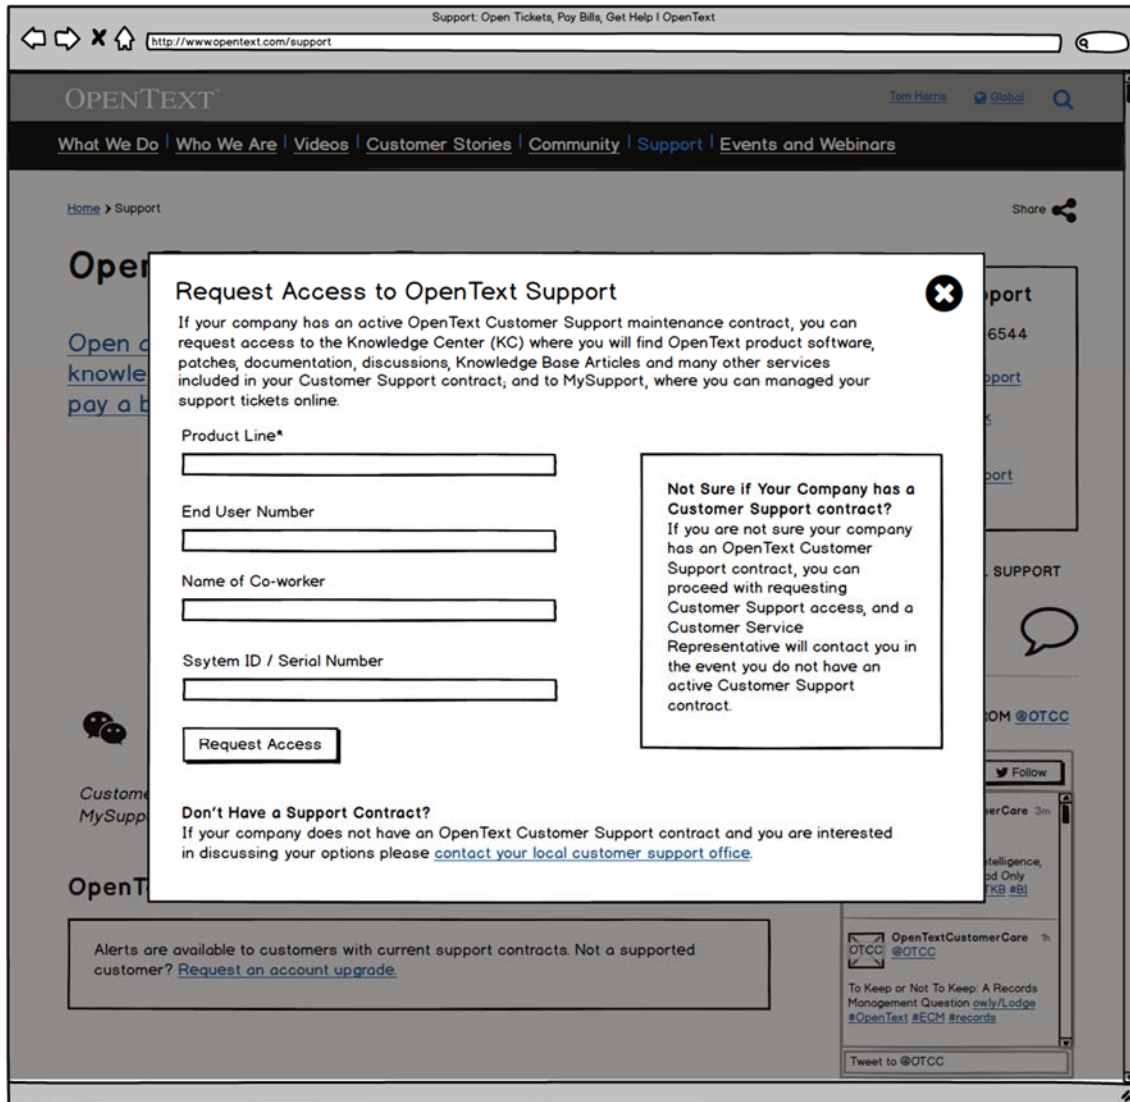 Support: Open Tickets, Pay Bills, Get Help | OpenText
http://www.opentext.com/support
OPENTEXT
Tom Harris
Global
What We Do | Who We Are | Videos | Customer Stories | Community | Support | Events and Webinars
Home > Support
Share
Request Access to OpenText Support
If your company has an active OpenText Customer Support maintenance contract, you can
request access to the Knowledge Center (KC) where you will find OpenText product software,
patches, documentation, discussions, Knowledge Base Articles and many other services
included in your Customer Support contract; and to MySupport, where you can managed your
support tickets online.
Product Line*
End User Number
Name of Co-worker
Ssytem ID / Serial Number
Request Access
Not Sure if Your Company has a
Customer Support contract?
If you are not sure your company
has an OpenText Customer
Support contract, you can
proceed with requesting
Customer Support access, and a
Customer Service
Representative will contact you in
the event you do not have an
active Customer Support
contract.
Don't Have a Support Contract?
If your company does not have an OpenText Customer Support contract and you are interested
in discussing your options please contact your local customer support office.
Open
knowle
pay a b
6544
SUPPORT
@OTCC
Follow
Custome
MySupp
3m
OpenT
Alerts are available to customers with current support contracts. Not a supported
customer? Request an account upgrade.
#BI
OpenTextCustomerCare 1h
OTCC @OTCC
To Keep or Not To Keep: A Records
Management Question owly/Lodge
#OpenText #ECM #records
Tweet to @OTCC